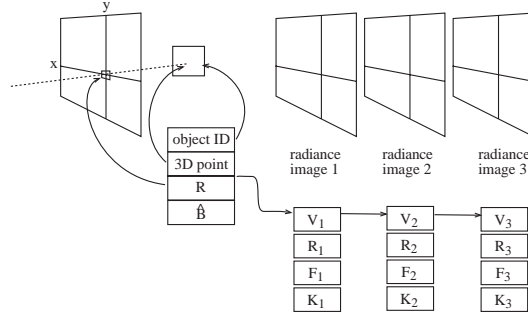 y
x
object ID
3D point
R
B̂
radiance image 1
radiance image 2
radiance image 3
V1
V2
V3
R1
R2
R3
F1
F2
F3
K1
K2
K3